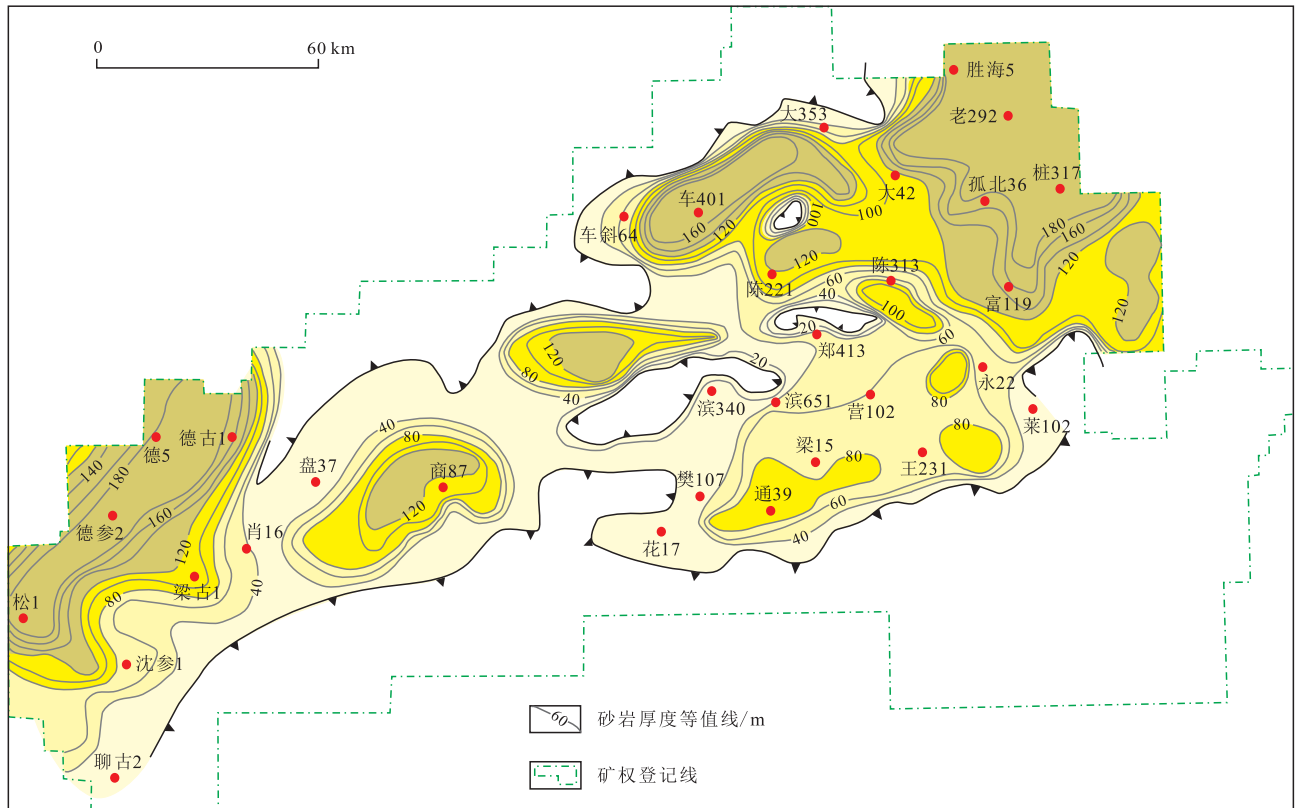 0
60 km
胜海5
大353
老292
桩317
大42
孤北36
车401
100
100
车斜64
160
120
180
160
120
120
陈313
陈221
60
40
100
富119
120
20
60
郑413
120
80
20
40
永22
80
滨340
滨651
营102
莱102
40
80
80
德古1
德5
140
180
盘37
商87
梁15
80
王231
樊107
通39
60
160
120
德参2
肖16
40
花17
120
梁古1
40
80
松1
沈参1
聊古2
60
砂岩厚度等值线/m
矿权登记线